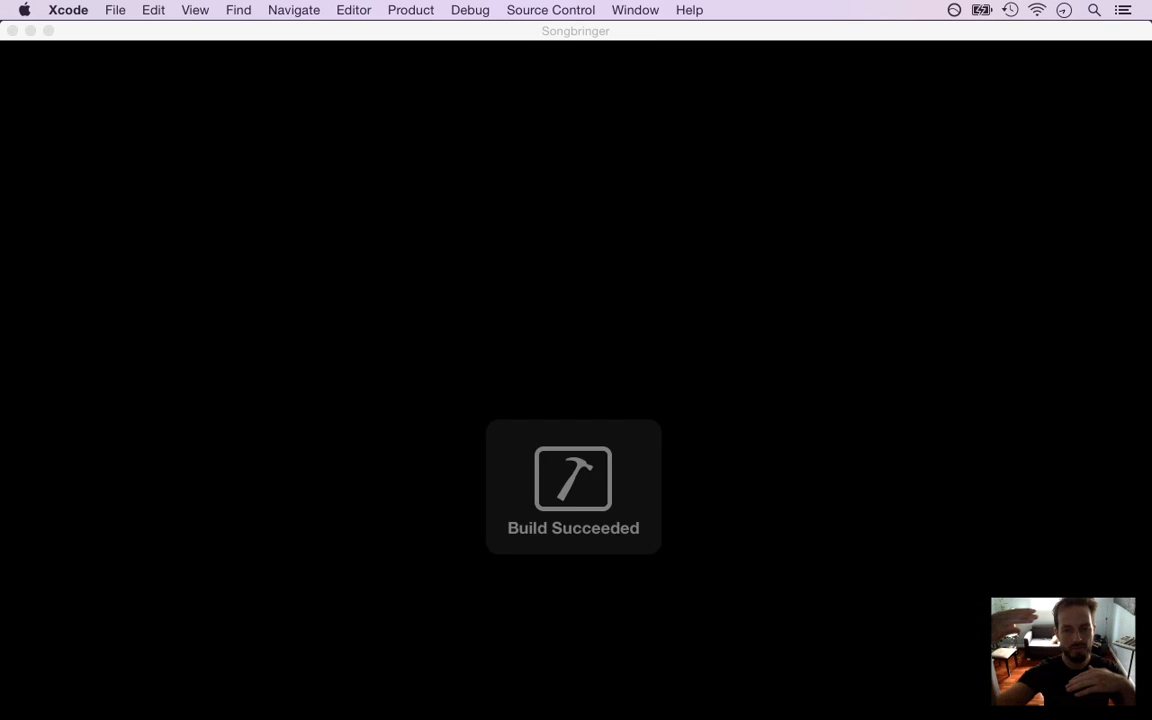 Xcode File Edit View Find Navigate Editor Product Debug Source Control Window Help
Songbringer
Build Succeeded